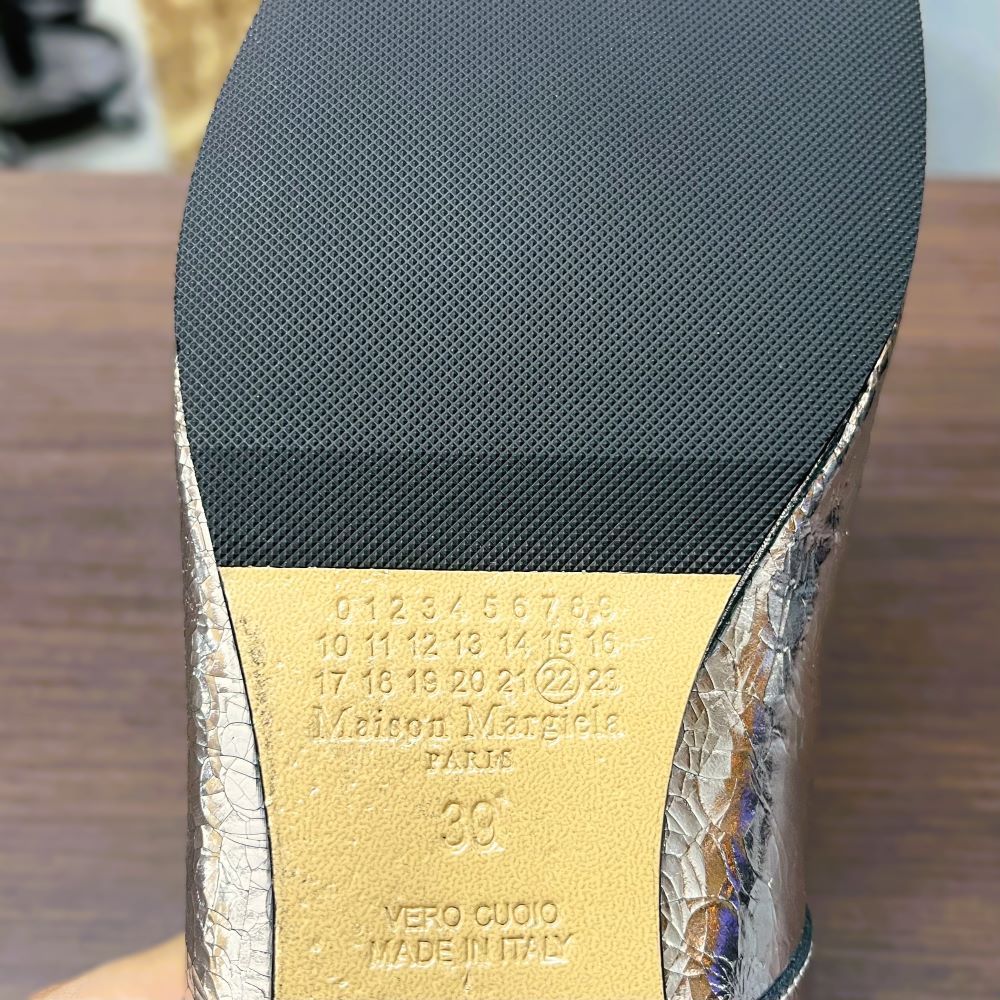 0 1 2 3 4 5 6 7 8 9
10 11 12 13 14 15 16
17 18 19 20 21 22 23
Maison Margiela
PARIS
39
VERO CUOIO
MADE IN ITALY